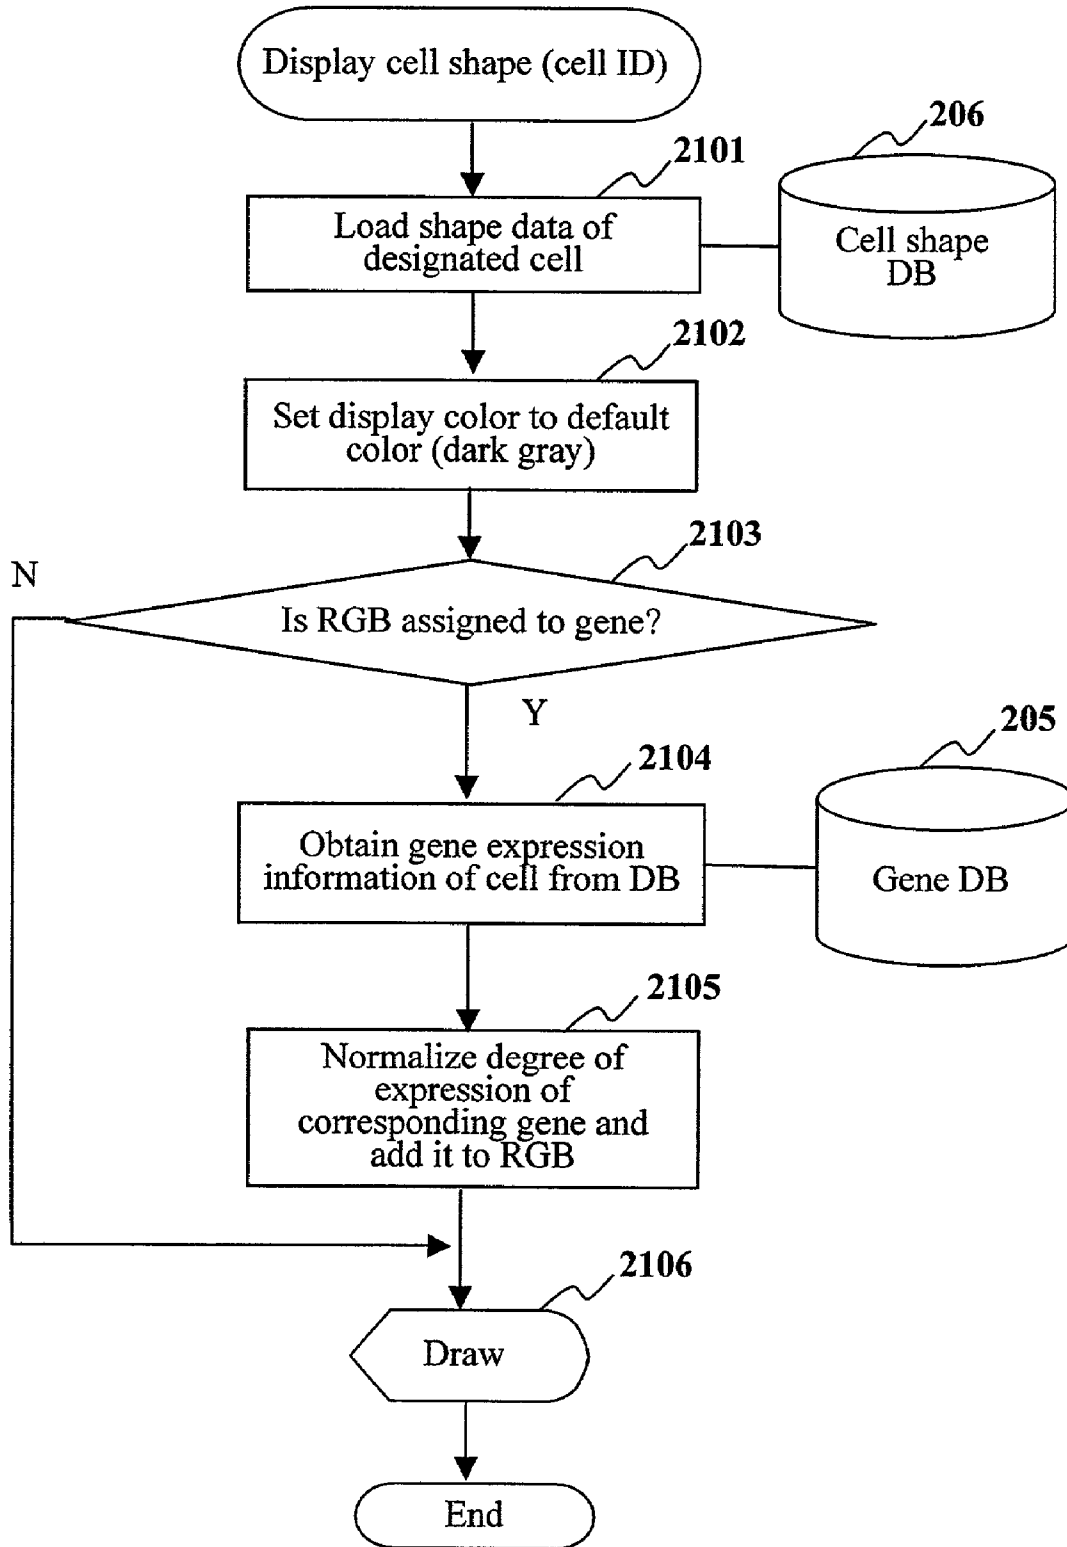 Display cell shape (cell ID)
206
2101
Load shape data of
designated cell
Cell shape
DB
2102
Set display color to default
color (dark gray)
2103
N
Is RGB assigned to gene?
Y
205
2104
Obtain gene expression
information of cell from DB
Gene DB
2105
Normalize degree of
expression of
corresponding gene and
add it to RGB
2106
Draw
End